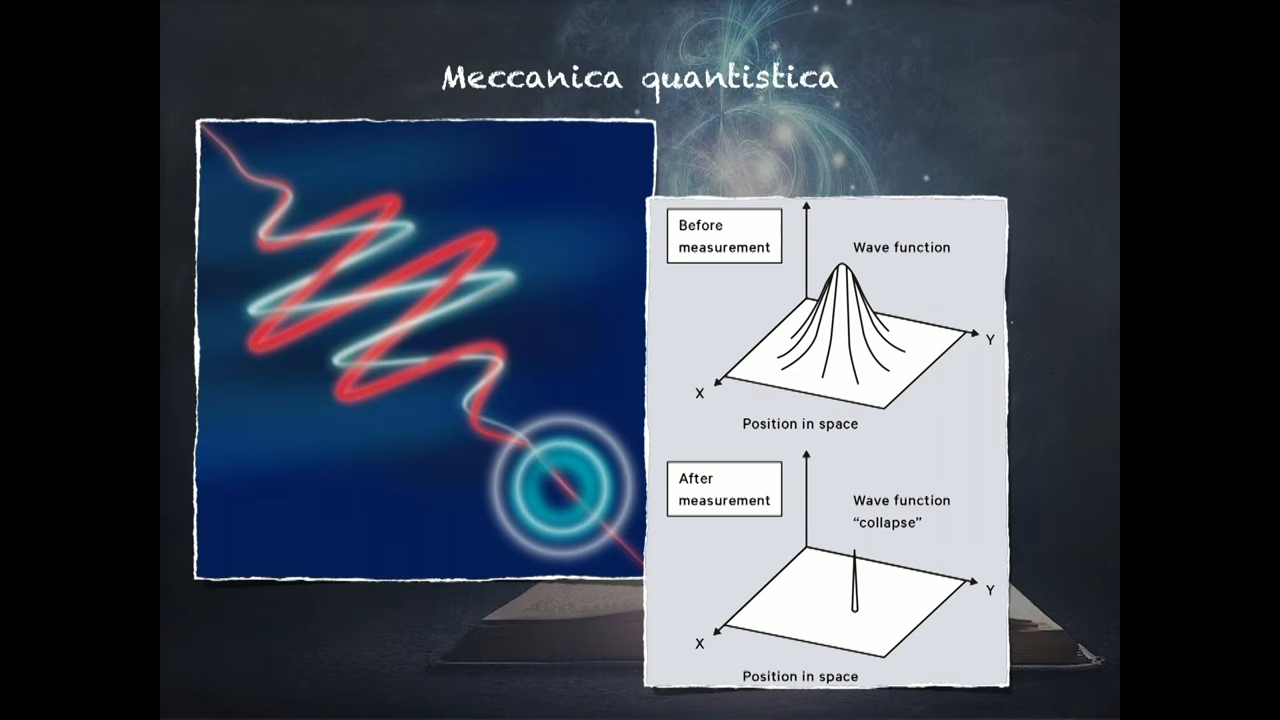 Meccanica quantistica
Before
measurement
Wave function
Y
X
Position in space
After
measurement
Wave function
“collapse”
Y
X
Position in space